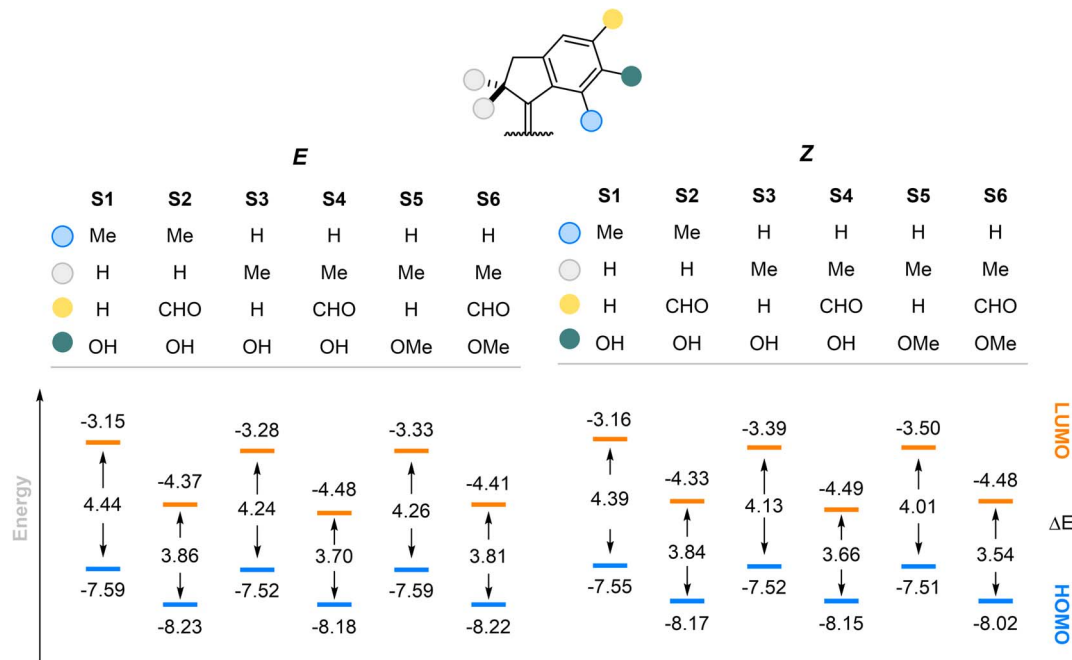 E Z
S1 S2 S3 S4 S5 S6 S1 S2 S3 S4 S5 S6
Me Me H H H H Me Me H H H H
H H Me Me Me Me H H Me Me Me Me
H CHO H CHO H CHO H CHO H CHO H CHO
OH OH OH OH OMe OMe OH OH OH OH OMe OMe
-3.15 -3.28 -3.33 -3.16 -3.39 -3.50
-4.37 -4.48 -4.41 -4.33 -4.49 -4.48
4.44 3.86 4.24 3.70 4.26 3.81 4.39 3.84 4.13 3.66 4.01 3.54
-7.59 -7.52 -7.59 -7.55 -7.52 -7.51
-8.23 -8.18 -8.22 -8.17 -8.15 -8.02
Energy
LUMO
ΔE
HOMO